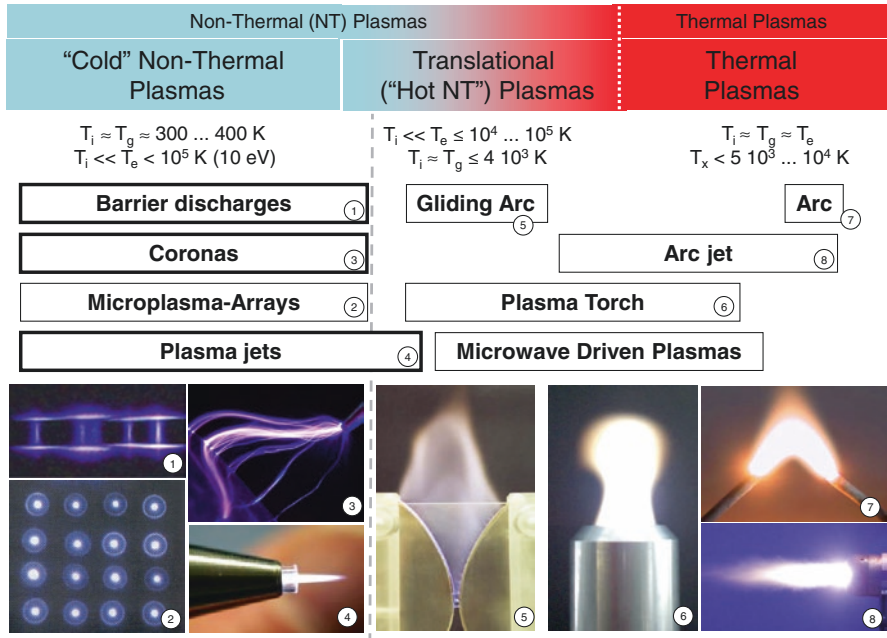 Non-Thermal (NT) Plasmas
Thermal Plasmas
“Cold” Non-Thermal
Plasmas
Translational
(“Hot NT”) Plasmas
Thermal
Plasmas
Tᵢ ≈ T_g ≈ 300 ... 400 K
Tᵢ << Tₑ < 10⁵ K (10 eV)
Tᵢ << Tₑ ≤ 10⁴ ... 10⁵ K
Tᵢ ≈ T_g ≤ 4 10³ K
Tᵢ ≈ T_g ≈ Tₑ
Tₓ < 5 10³ ... 10⁴ K
Barrier discharges 1
Gliding Arc 5
Arc 7
Coronas 3
Arc jet 8
Microplasma-Arrays 2
Plasma Torch 6
Plasma jets 4
Microwave Driven Plasmas
1
2
3
4
5
6
7
8